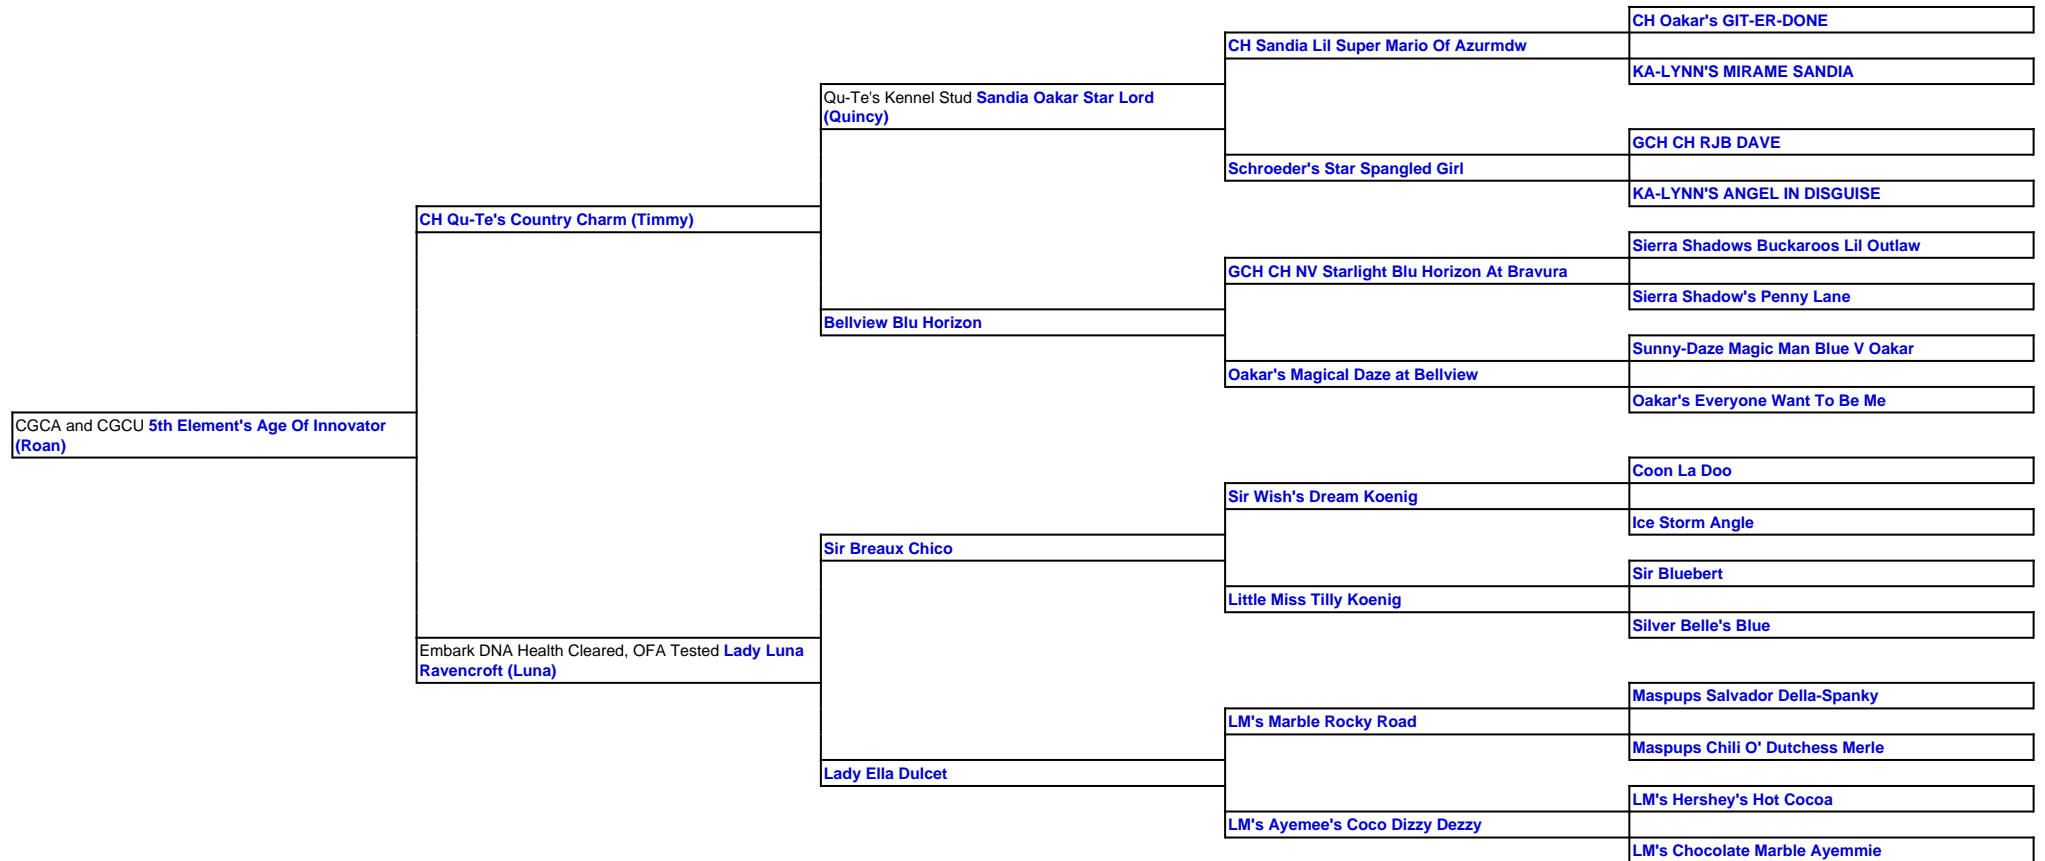 CH Oakar's GIT-ER-DONE
CH Sandia Lil Super Mario Of Azurmdw
KA-LYNN'S MIRAME SANDIA
Qu-Te's Kennel Stud Sandia Oakar Star Lord
(Quincy)
GCH CH RJB DAVE
Schroeder's Star Spangled Girl
KA-LYNN'S ANGEL IN DISGUISE
CH Qu-Te's Country Charm (Timmy)
Sierra Shadows Buckaroos Lil Outlaw
GCH CH NV Starlight Blu Horizon At Bravura
Sierra Shadow's Penny Lane
Bellview Blu Horizon
Sunny-Daze Magic Man Blue V Oakar
Oakar's Magical Daze at Bellview
Oakar's Everyone Want To Be Me
CGCA and CGCU 5th Element's Age Of Innovator
(Roan)
Coon La Doo
Sir Wish's Dream Koenig
Ice Storm Angle
Sir Breaux Chico
Sir Bluebert
Little Miss Tilly Koenig
Silver Belle's Blue
Embark DNA Health Cleared, OFA Tested Lady Luna
Ravencroft (Luna)
Maspups Salvador Della-Spanky
LM's Marble Rocky Road
Maspups Chili O' Dutchess Merle
Lady Ella Dulcet
LM's Hershey's Hot Cocoa
LM's Ayemee's Coco Dizzy Dezzy
LM's Chocolate Marble Ayemmie